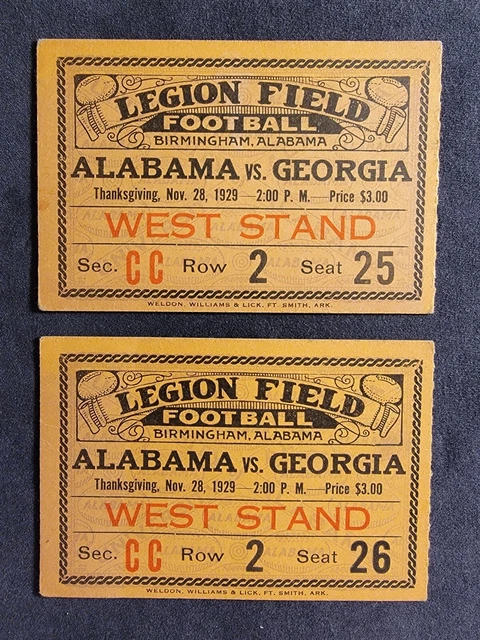 LEGION FIELD
FOOTBALL
BIRMINGHAM, ALABAMA
ALABAMA VS. GEORGIA
Thanksgiving, Nov. 28, 1929—2:00 P. M.—Price $3.00
WEST STAND
Sec. CC Row 2 Seat 25
WELDON, WILLIAMS & LICK, FT. SMITH, ARK.
LEGION FIELD
FOOTBALL
BIRMINGHAM, ALABAMA
ALABAMA VS. GEORGIA
Thanksgiving, Nov. 28, 1929—2:00 P. M.—Price $3.00
WEST STAND
Sec. CC Row 2 Seat 26
WELDON, WILLIAMS & LICK, FT. SMITH, ARK.